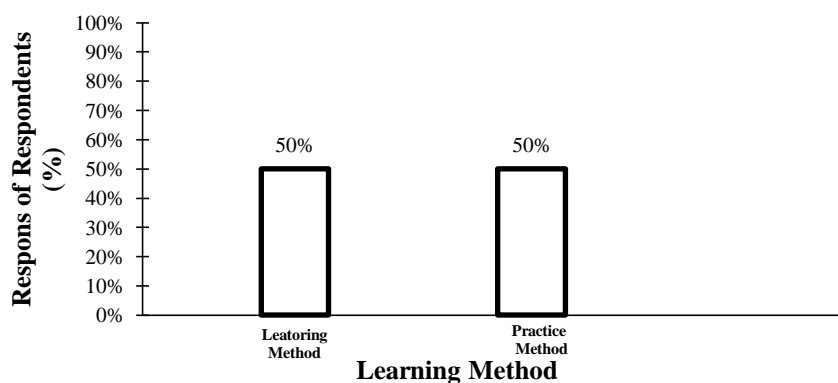 Respons of Respondents
(%)
100%
90%
80%
70%
60%
50%
40%
30%
20%
10%
0%
50%
50%
Leatoring
Method
Practice
Method
Learning Method